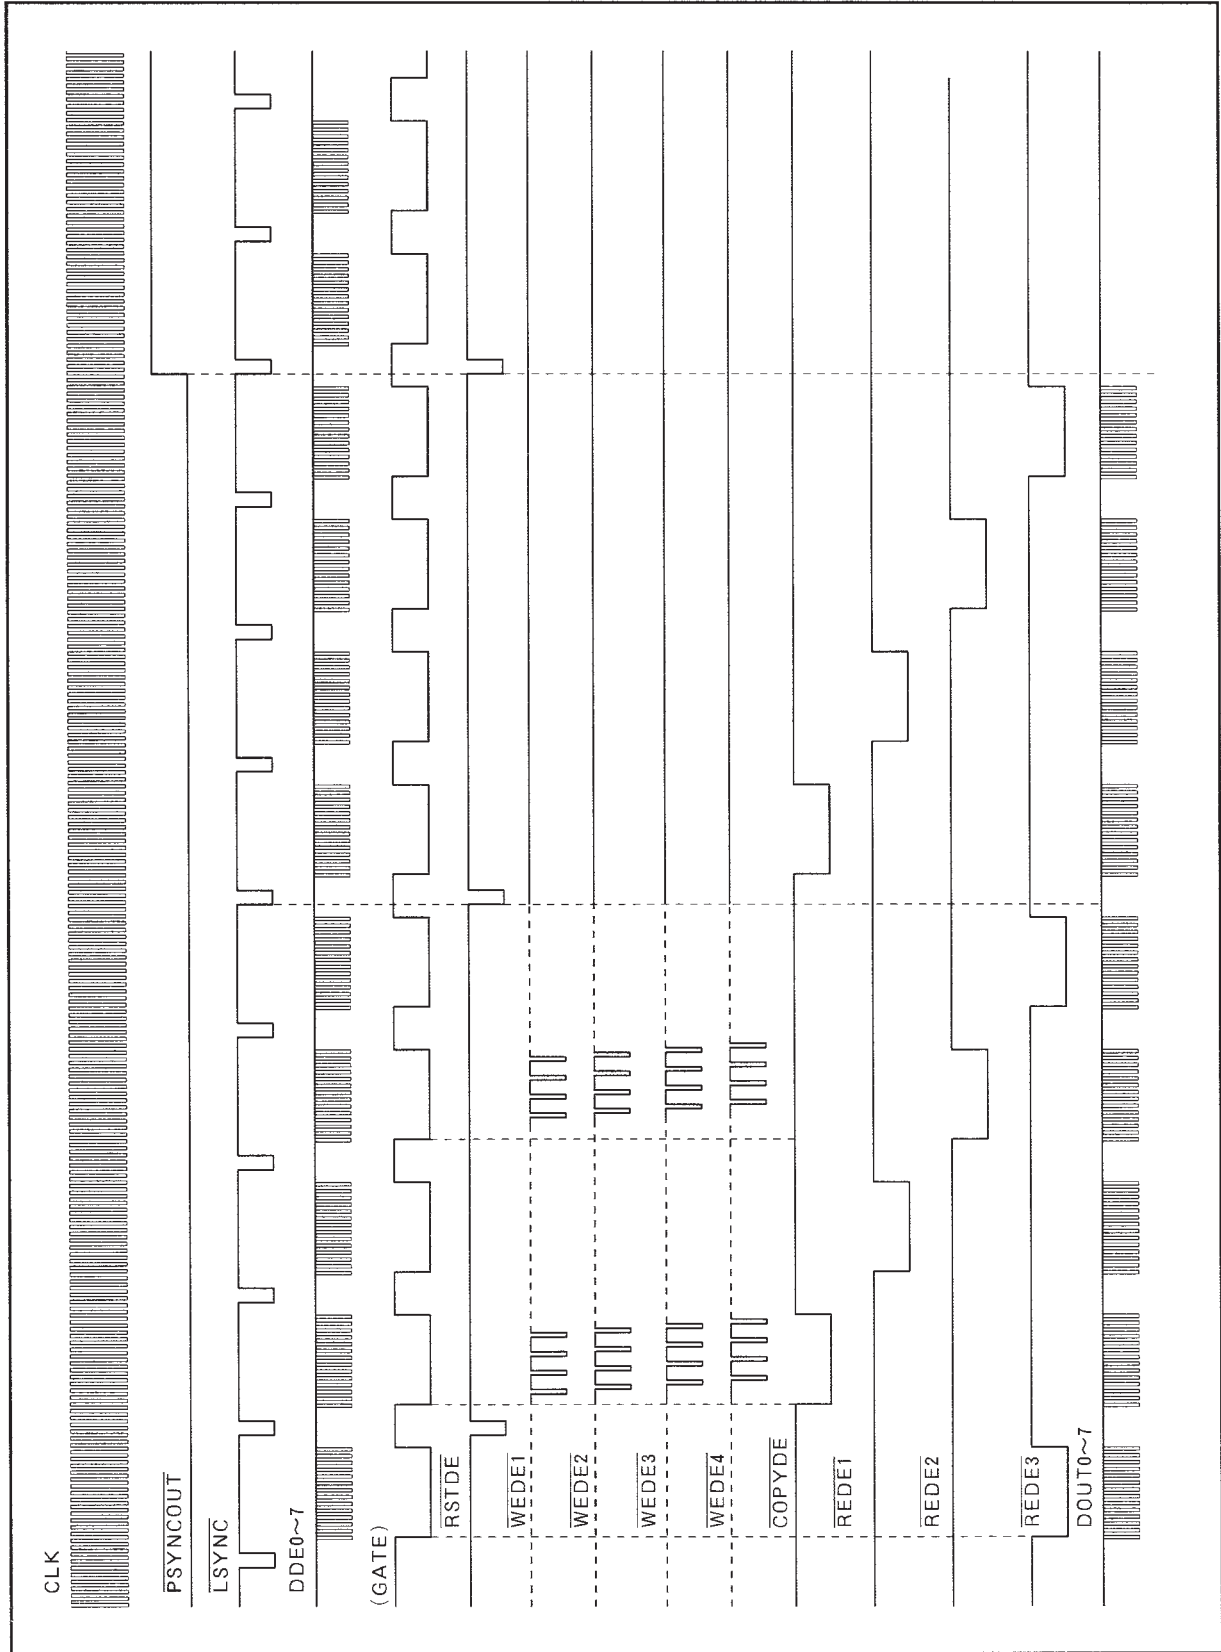 CLK
PSYNCOUT
LSYNC
DDE0~7
(GATE)
RSTDE
WEDE1
WEDE2
WEDE3
WEDE4
COPYDE
REDE1
REDE2
REDE3
DOUT0~7